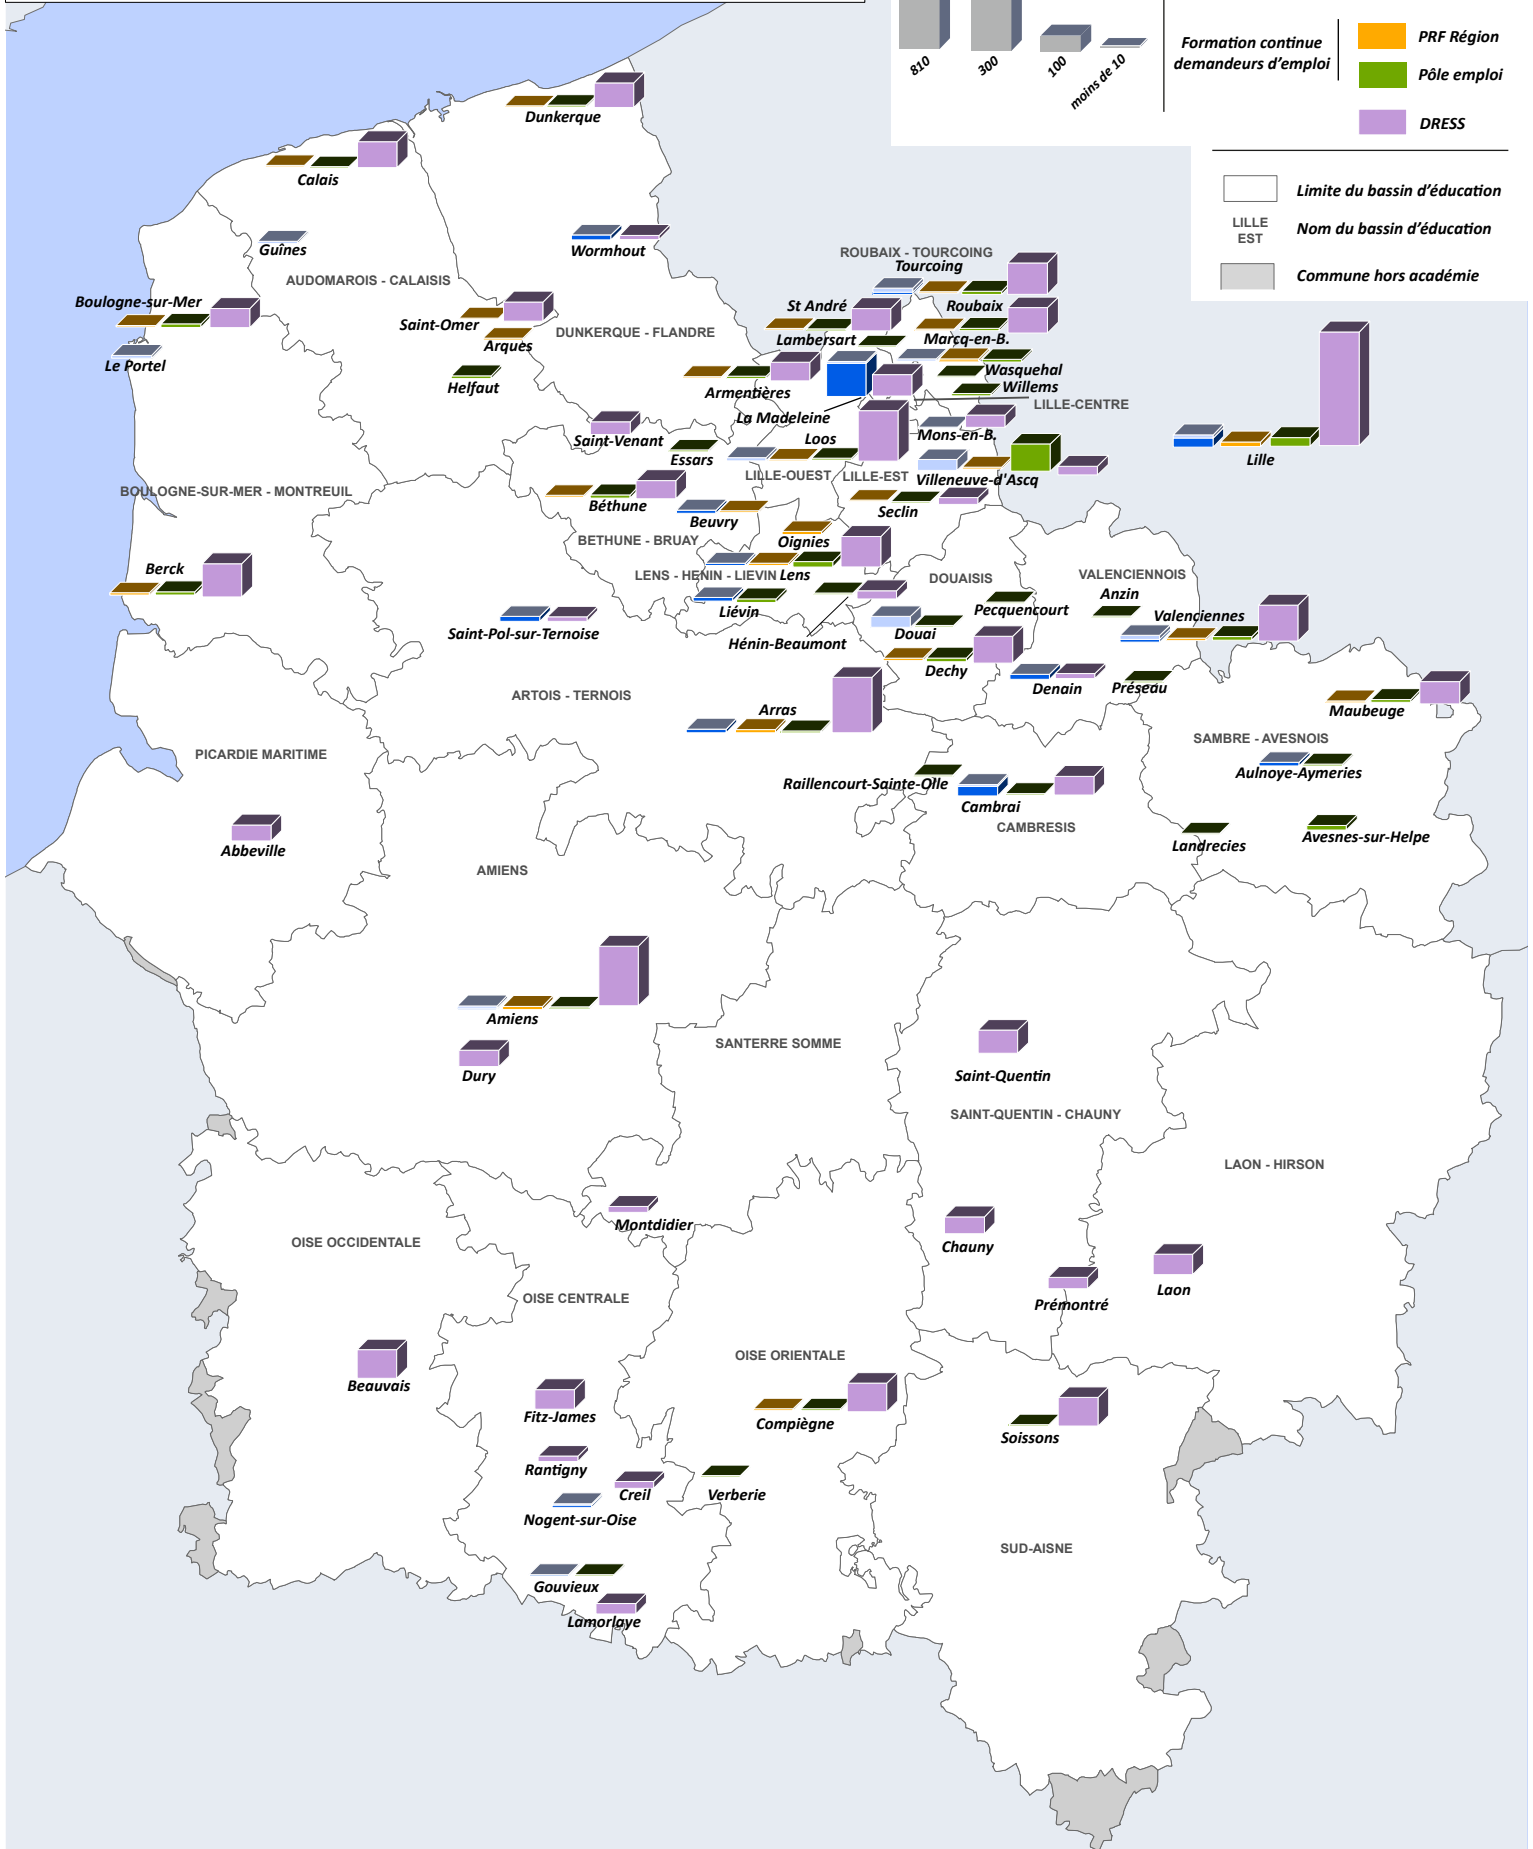 810
300
100
moins de 10
Formation continue
demandeurs d'emploi
PRF Région
Pôle emploi
DRESS
Limite du bassin d'éducation
LILLE
EST
Nom du bassin d'éducation
Commune hors académie
Dunkerque
Calais
Guînes
Wormhout
AUDOMAROIS - CALAISIS
ROUBAIX - TOURCOING
Tourcoing
Boulogne-sur-Mer
St André
Roubaix
Saint-Omer
DUNKERQUE - FLANDRE
Lambersart
Marcq-en-B.
Arques
Le Portel
Wasquehal
Helfaut
Armentières
Willems
LILLE-CENTRE
La Madeleine
Saint-Venant
Loos
Mons-en-B.
Essars
Lille
LILLE-OUEST
LILLE-EST
Villeneuve-d'Ascq
BOULOGNE-SUR-MER - MONTREUIL
Béthune
Seclin
Beuvry
BETHUNE - BRUAY
Oignies
Berck
LENS - HENIN - LIEVIN
Lens
DOUAISIS
VALENCIENNOIS
Anzin
Liévin
Pecquencourt
Valenciennes
Saint-Pol-sur-Ternoise
Douai
Hénin-Beaumont
Dechy
Denain
Préseau
ARTOIS - TERNOIS
Arras
Maubeuge
SAMBRE - AVESNOIS
PICARDIE MARITIME
Aulnoye-Aymeries
Raillencourt-Sainte-Olle
Cambrai
CAMBRESIS
Landrecies
Avesnes-sur-Helpe
Abbeville
AMIENS
Amiens
SANTERRE SOMME
Dury
Saint-Quentin
SAINT-QUENTIN - CHAUNY
LAON - HIRSON
Montdidier
OISE OCCIDENTALE
Chauny
Laon
OISE CENTRALE
Prémontré
OISE ORIENTALE
Beauvais
Fitz-James
Compiègne
Soissons
Rantigny
Creil
Verberie
Nogent-sur-Oise
SUD-AISNE
Gouvieux
Lamorlaye